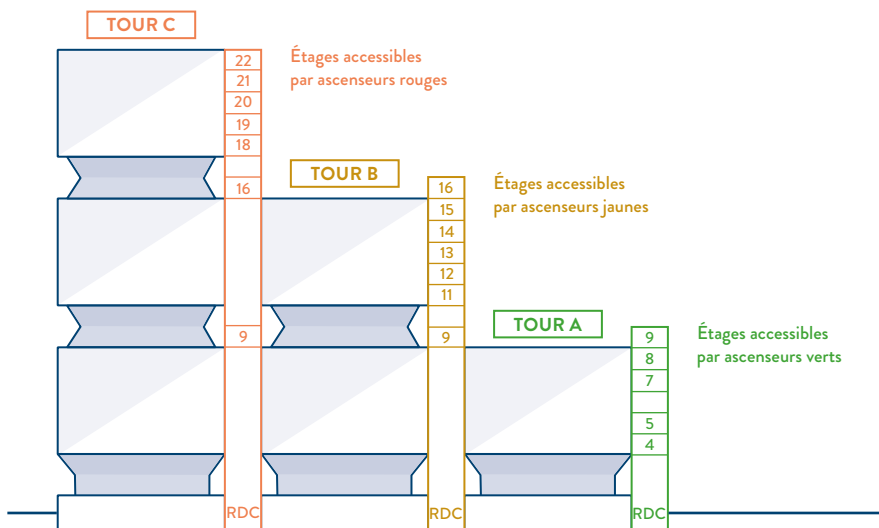 TOUR C
22
21
20
19
18
16
9
RDC
Étages accessibles
par ascenseurs rouges
TOUR B
16
15
14
13
12
11
9
RDC
Étages accessibles
par ascenseurs jaunes
TOUR A
9
8
7
5
4
RDC
Étages accessibles
par ascenseurs verts